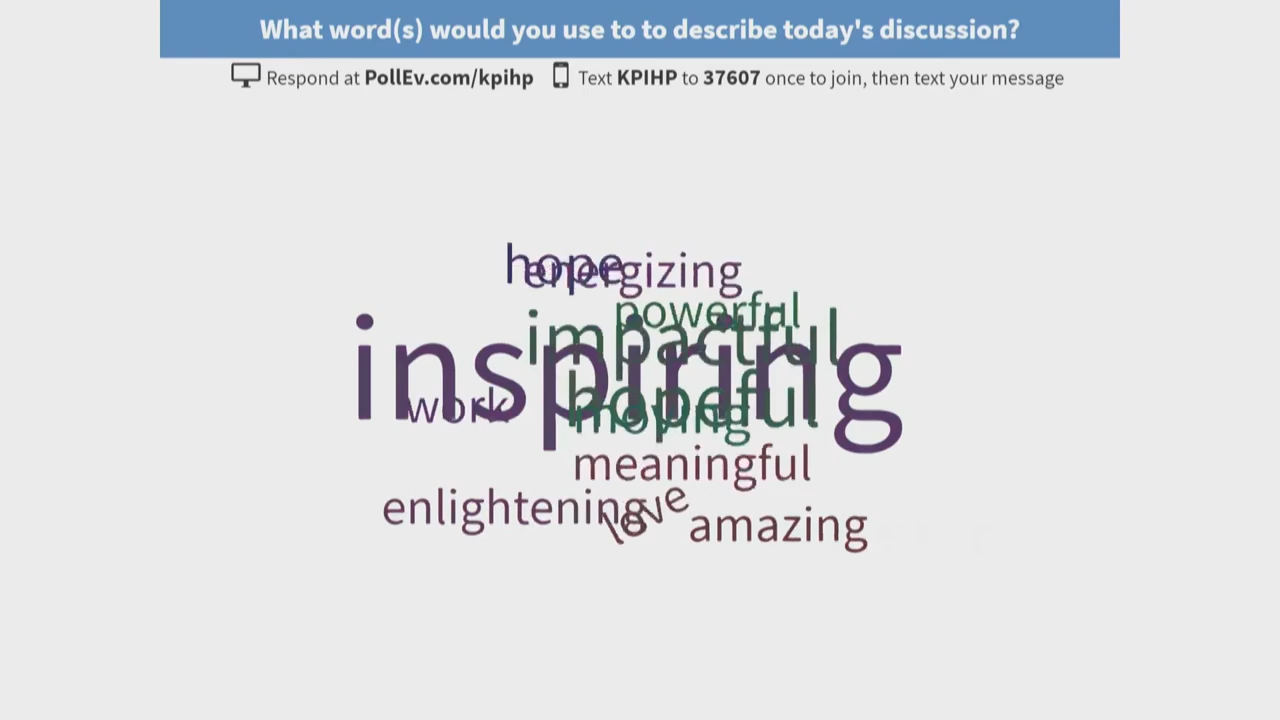 What word(s) would you use to to describe today's discussion?
Respond at PollEv.com/kpihp Text KPIHP to 37607 once to join, then text your message
hope
energizing
powerful
impactful
inspiring
hopeful
work
moving
meaningful
love
enlightening
amazing